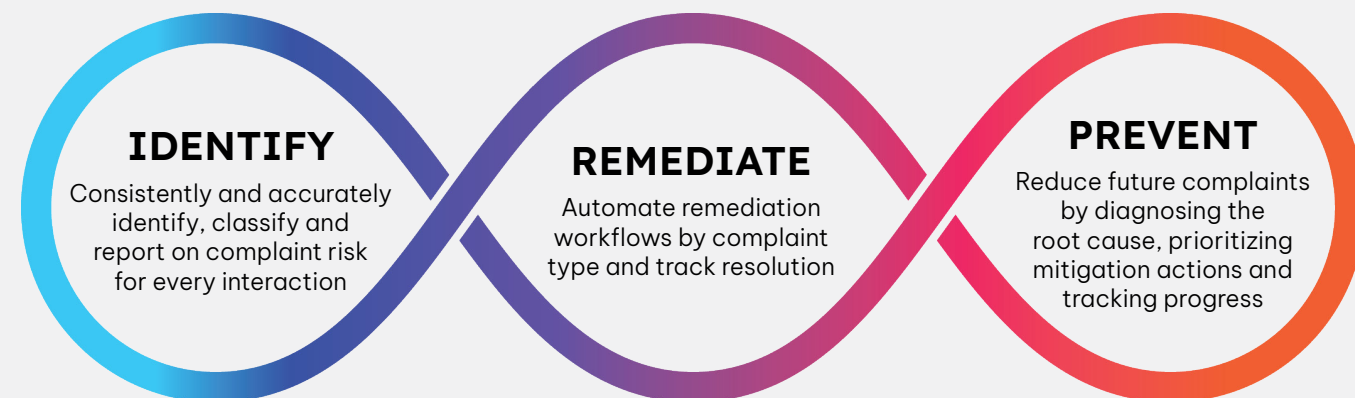 IDENTIFY
Consistently and accurately
identify, classify and
report on complaint risk
for every interaction
REMEDIATE
Automate remediation
workflows by complaint
type and track resolution
PREVENT
Reduce future complaints
by diagnosing the
root cause, prioritizing
mitigation actions and
tracking progress